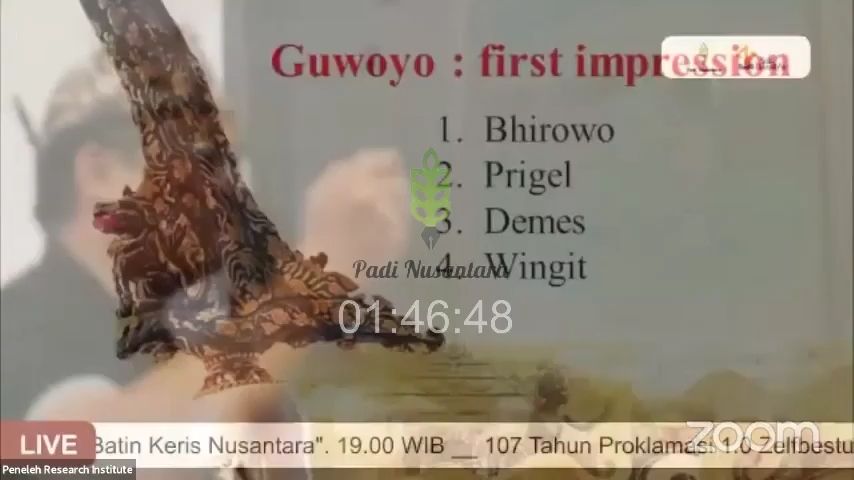 Guwoyo : first impression
1. Bhirowo
2. Prigel
3. Demes
4. Wingit
Padi Nusantara
01:46:48
zoom
LIVE
Batin Keris Nusantara". 19.00 WIB __ 107 Tahun Proklamasi 1.0 Zelfbestu
Peneleh Research Institute